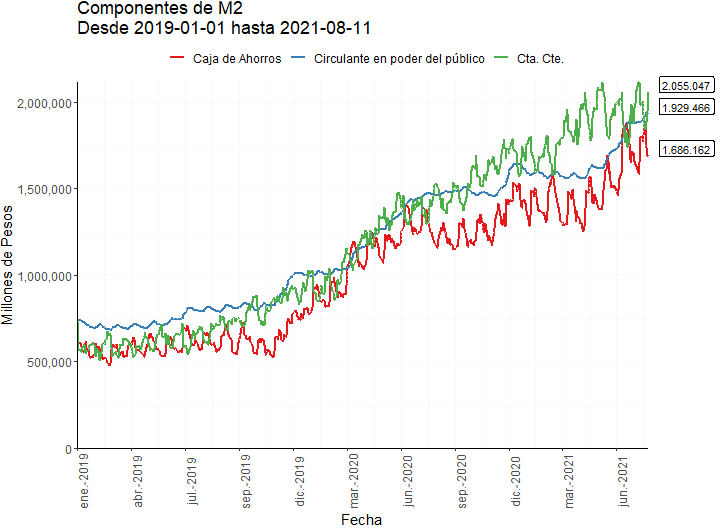 Componentes de M2
Desde 2019-01-01 hasta 2021-08-11
Caja de Ahorros Circulante en poder del público Cta. Cte.
Millones de Pesos
2,000,000
1,500,000
1,000,000
500,000
0
2.055.047
1.929.466
1.686.162
ene.-2019
abr.-2019
jul.-2019
sep.-2019
dic.-2019
mar.-2020
jun.-2020
sep.-2020
dic.-2020
mar.-2021
jun.-2021
Fecha